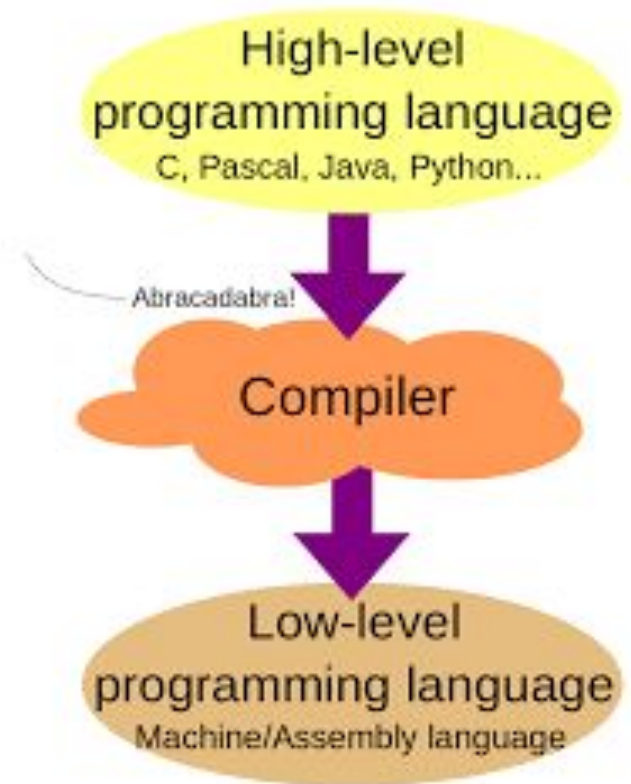 High-level
programming language
C, Pascal, Java, Python...
Abracadabra!
Compiler
Low-level
programming language
Machine/Assembly language